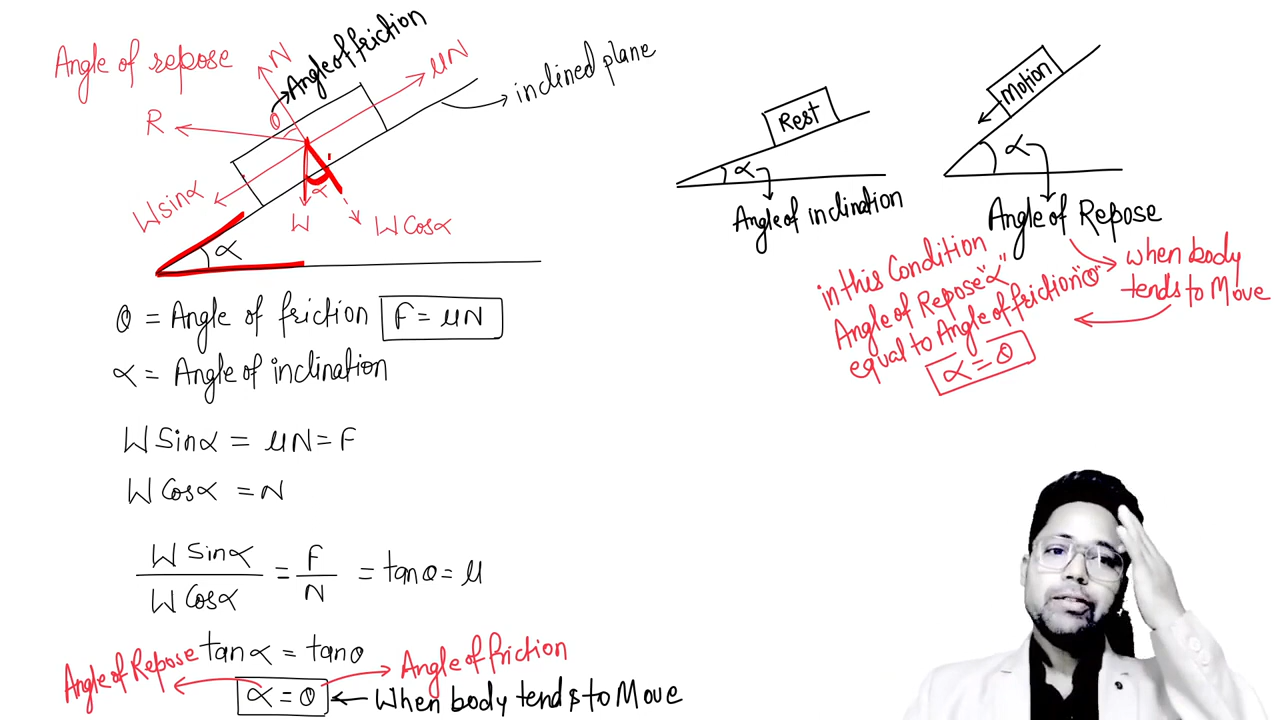 Angle of repose
N
Angle of friction
μN
inclined plane
θ
R
W sinα
α
W
W Cosα
α
θ = Angle of friction F = μN
α = Angle of inclination
W Sinα = μN = F
W Cosα = N
W Sinα / W Cosα = F / N = tanθ = μ
Angle of Repose tanα = tanθ Angle of friction
α = θ ← When body tends to Move
Rest
α
Angle of inclination
Motion
α
Angle of Repose
when body
tends to Move
in this Condition
Angle of Repose "α"
equal to Angle of friction "θ"
α = θ